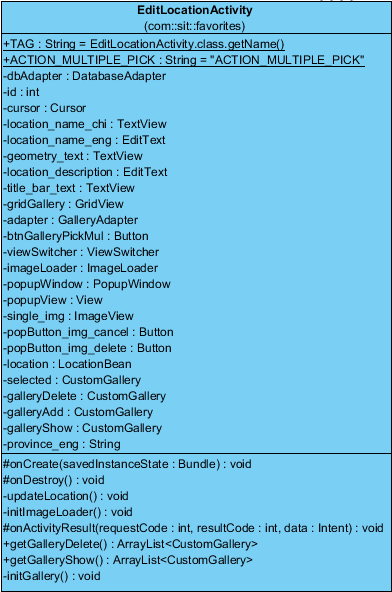 EditLocationActivity
(com::sit::favorites)
+TAG : String = EditLocationActivity.class.getName()
+ACTION_MULTIPLE_PICK : String = "ACTION_MULTIPLE_PICK"
-dbAdapter : DatabaseAdapter
-id : int
-cursor : Cursor
-location_name_chi : TextView
-location_name_eng : EditText
-geometry_text : TextView
-location_description : EditText
-title_bar_text : TextView
-gridGallery : GridView
-adapter : GalleryAdapter
-btnGalleryPickMul : Button
-viewSwitcher : ViewSwitcher
-imageLoader : ImageLoader
-popupWindow : PopupWindow
-popupView : View
-single_img : ImageView
-popButton_img_cancel : Button
-popButton_img_delete : Button
-location : LocationBean
-selected : CustomGallery
-galleryDelete : CustomGallery
-galleryAdd : CustomGallery
-galleryShow : CustomGallery
-province_eng : String
#onCreate(savedInstanceState : Bundle) : void
#onDestroy() : void
-updateLocation() : void
-initImageLoader() : void
#onActivityResult(requestCode : int, resultCode : int, data : Intent) : void
+getGalleryDelete() : ArrayList<CustomGallery>
+getGalleryShow() : ArrayList<CustomGallery>
-initGallery() : void